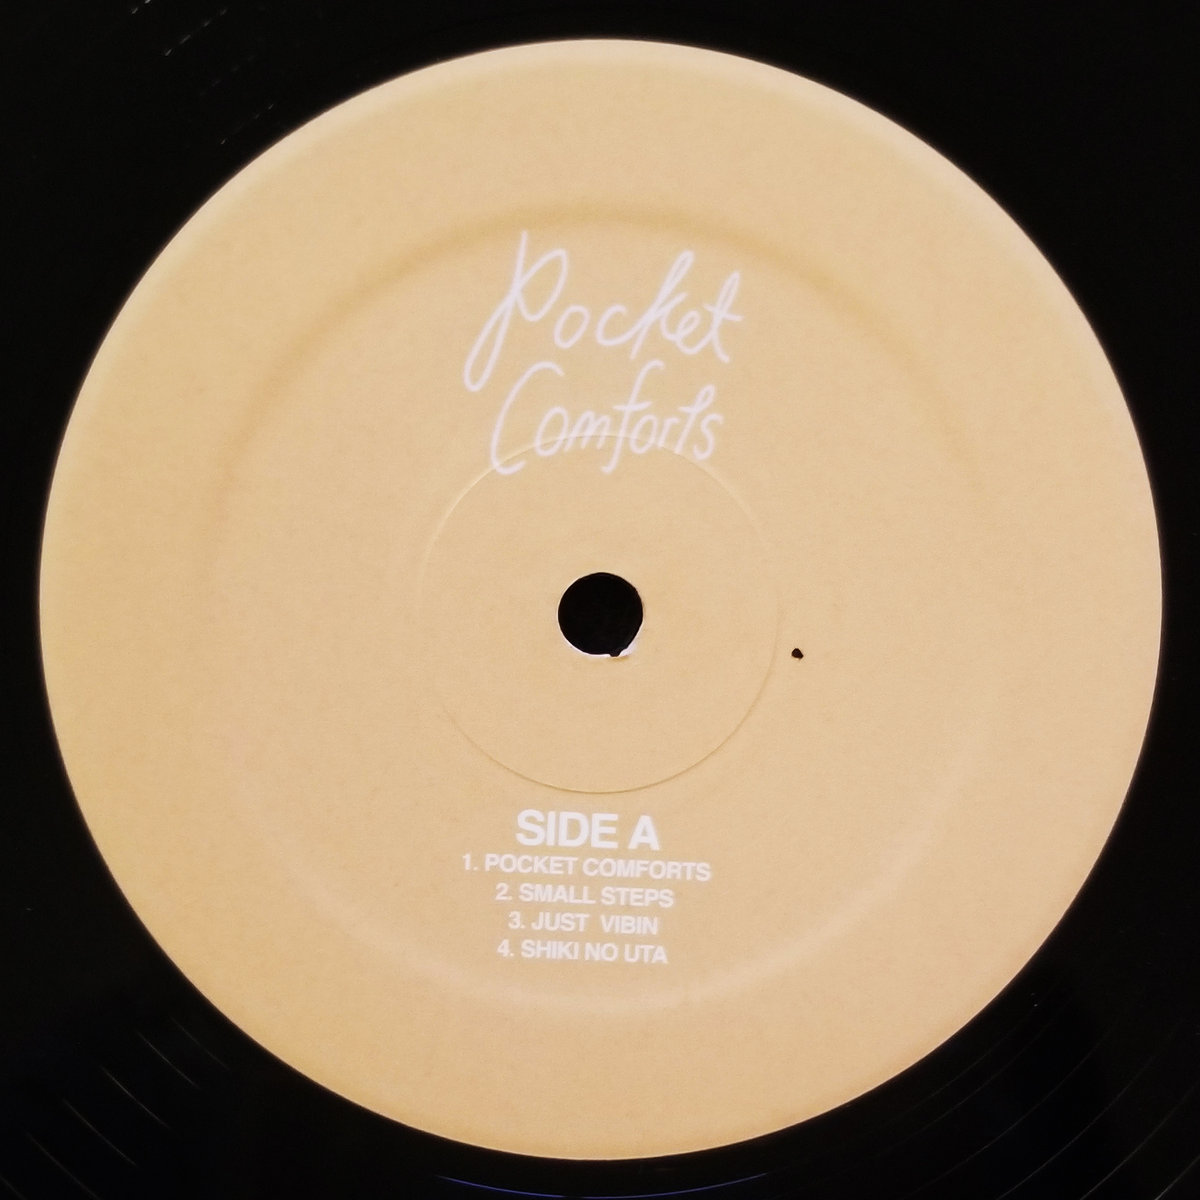 Pocket
Comforts
SIDE A
1. POCKET COMFORTS
2. SMALL STEPS
3. JUST VIBIN
4. SHIKI NO UTA